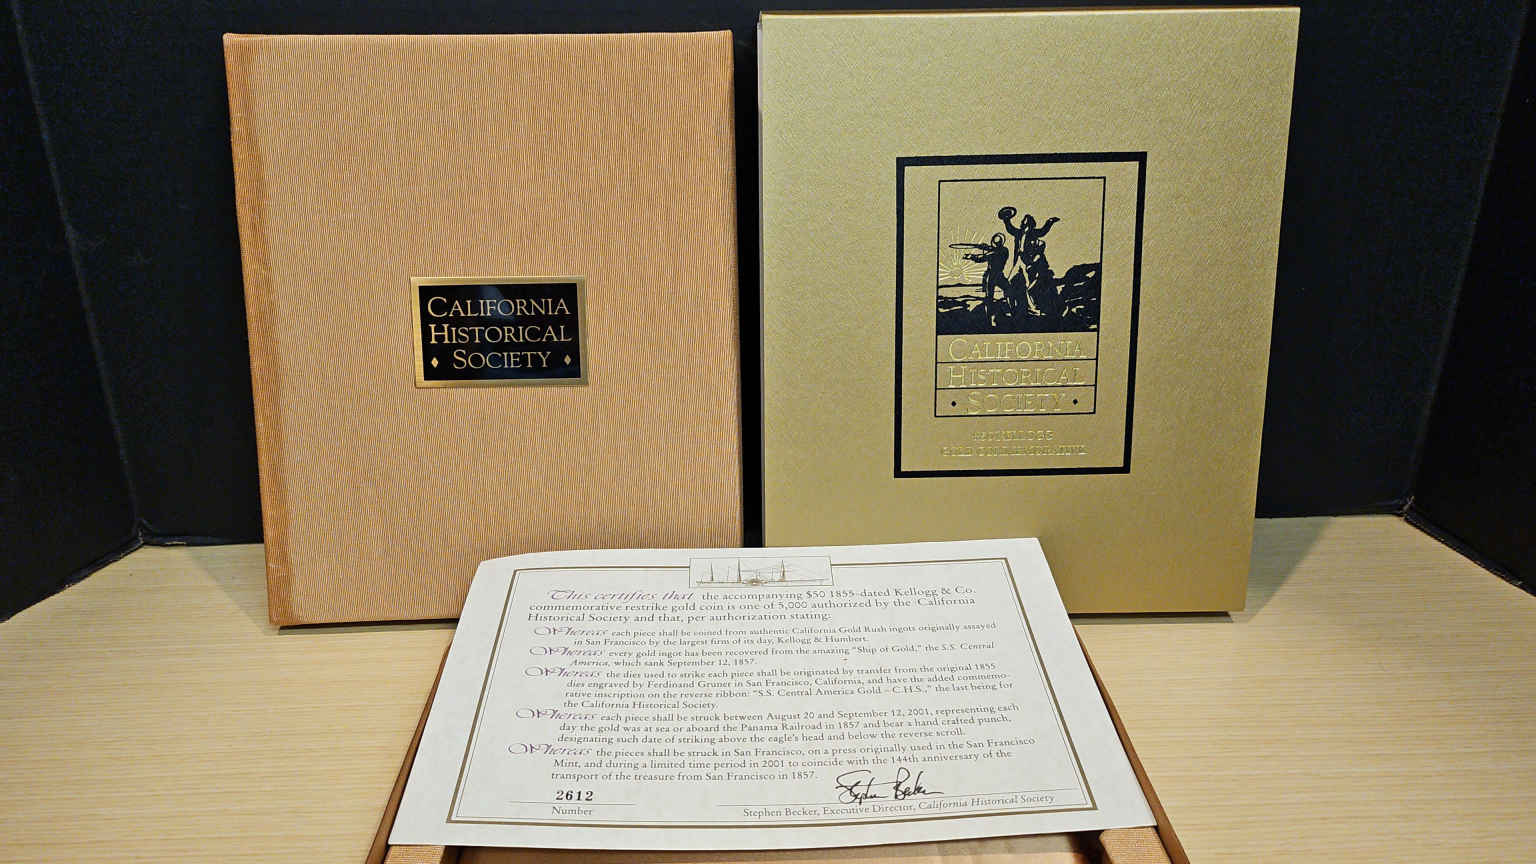 CALIFORNIA
HISTORICAL
SOCIETY
CALIFORNIA
HISTORICAL
SOCIETY
KELLOGG
GOLD COMMEMORATIVE
This certifies that the accompanying $50 1855-dated Kellogg & Co.
commemorative restrike gold coin is one of 5,000 authorized by the California
Historical Society and that, per authorization stating:
Whereas each piece shall be coined from authentic California Gold Rush ingots originally assayed
in San Francisco by the largest firm of its day, Kellogg & Humbert.
Whereas every gold ingot has been recovered from the amazing "Ship of Gold," the S.S. Central
America, which sank September 12, 1857.
Whereas the dies used to strike each piece shall be originated by transfer from the original 1855
dies engraved by Ferdinand Gruner in San Francisco, California, and have the added commemo-
rative inscription on the reverse ribbon: "S.S. Central America Gold – C.H.S.," the last being for
the California Historical Society.
Whereas each piece shall be struck between August 20 and September 12, 2001, representing each
day the gold was at sea or aboard the Panama Railroad in 1857 and bear a hand crafted punch,
designating such date of striking above the eagle's head and below the reverse scroll.
Whereas the pieces shall be struck in San Francisco, on a press originally used in the San Francisco
Mint, and during a limited time period in 2001 to coincide with the 144th anniversary of the
transport of the treasure from San Francisco in 1857.
2612
Number
Stephen Becker
Stephen Becker, Executive Director, California Historical Society